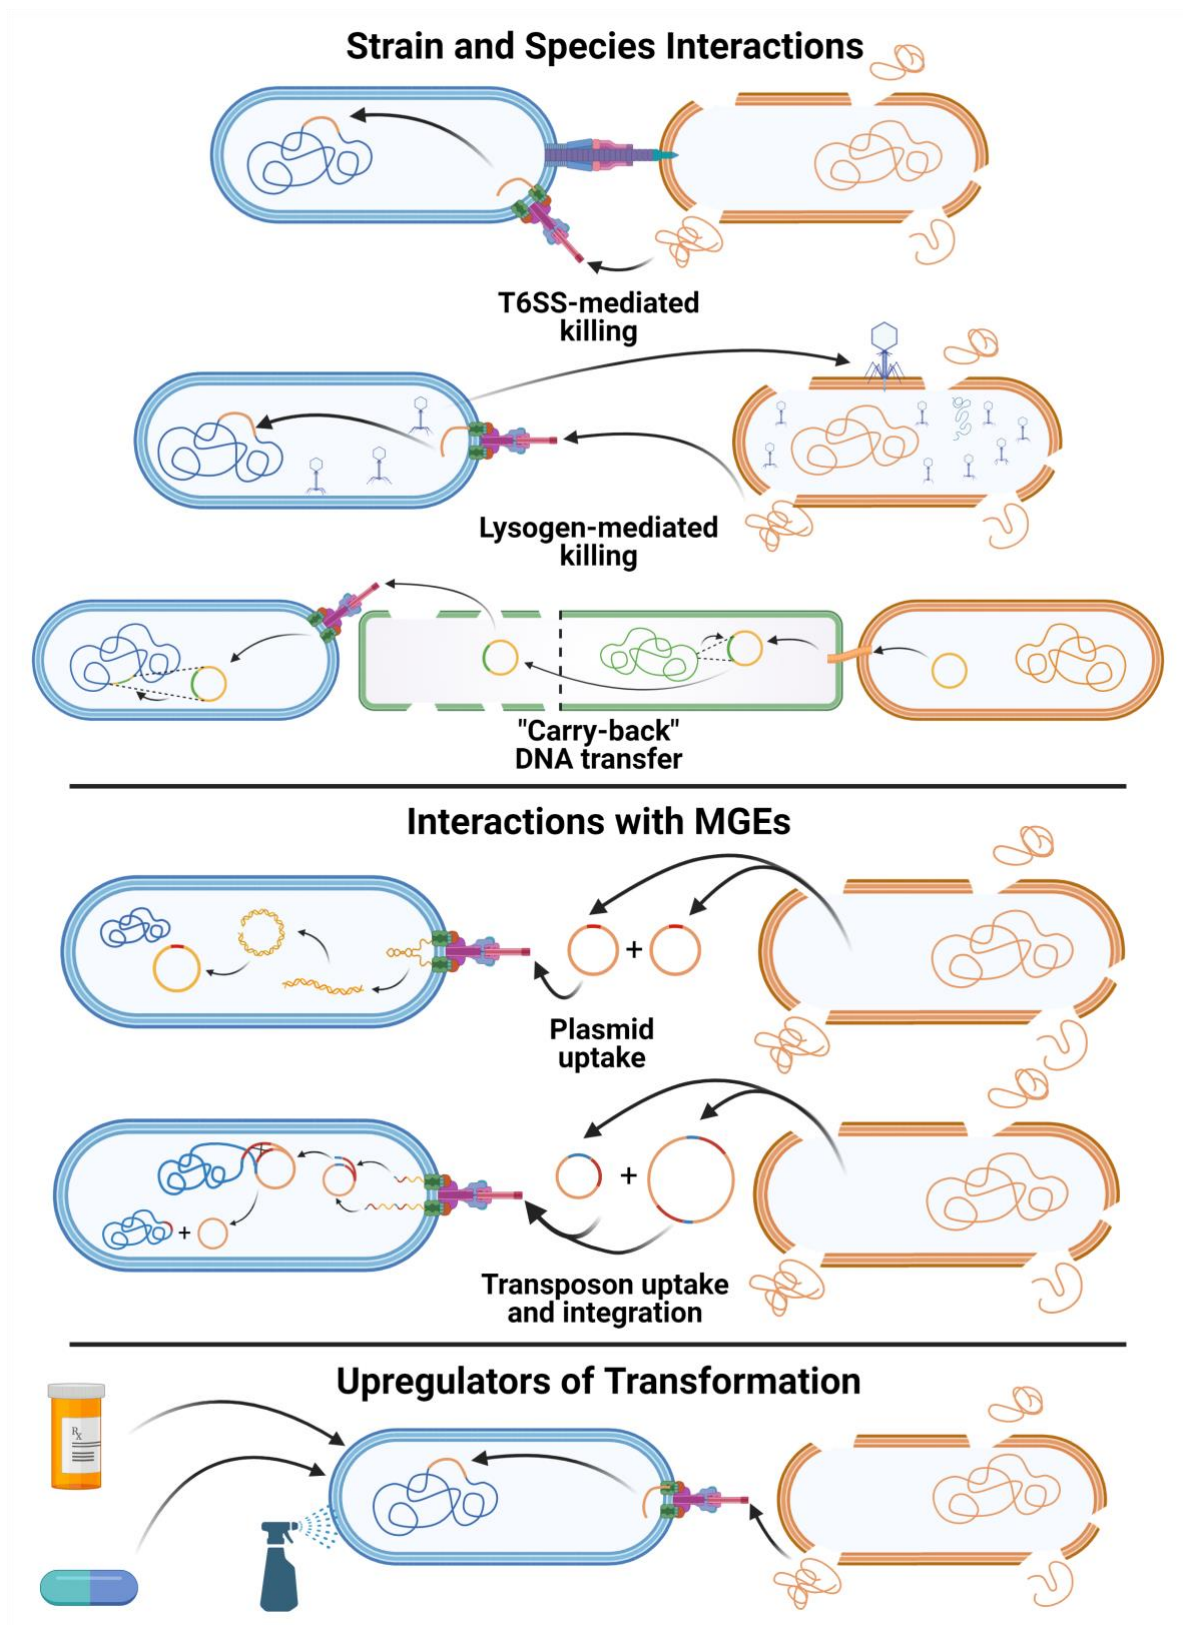 Strain and Species Interactions
T6SS-mediated
killing
Lysogen-mediated
killing
"Carry-back"
DNA transfer
Interactions with MGEs
+
Plasmid
uptake
+
+
Transposon uptake
and integration
Upregulators of Transformation
Rx